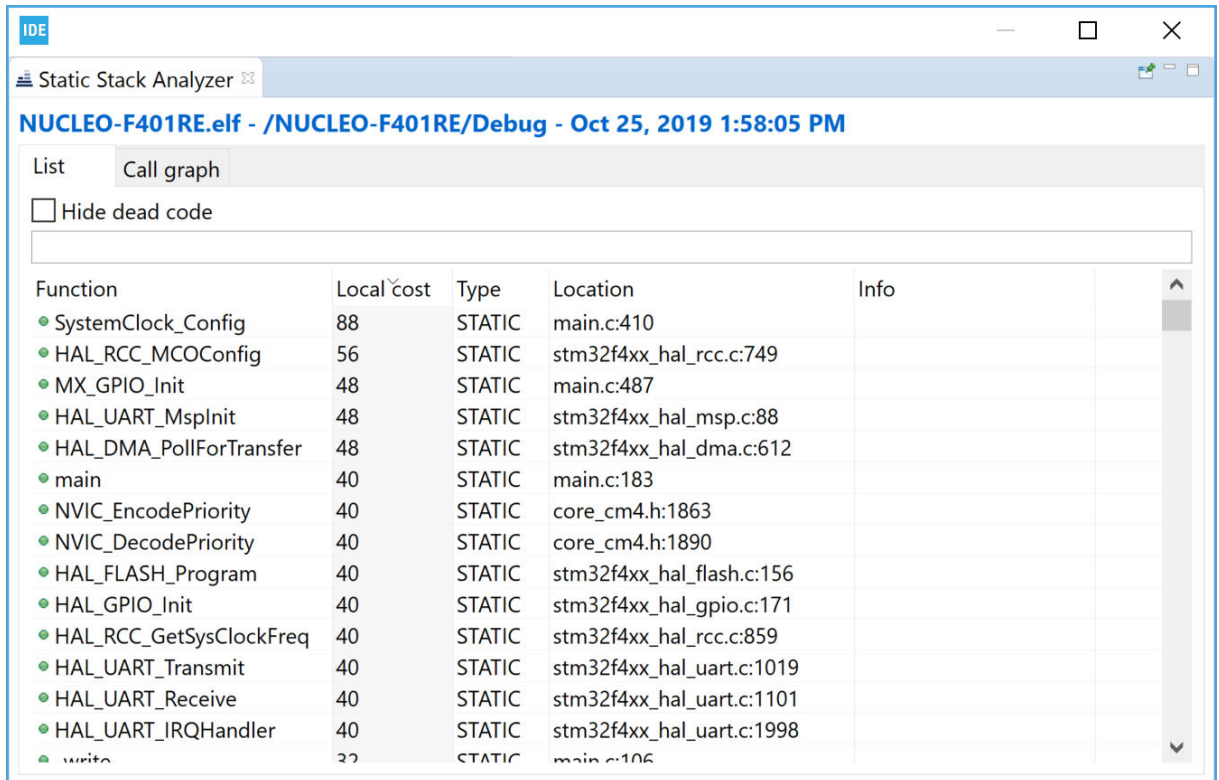 IDE
Static Stack Analyzer
NUCLEO-F401RE.elf - /NUCLEO-F401RE/Debug - Oct 25, 2019 1:58:05 PM
List Call graph
Hide dead code
Function Local cost Type Location Info
SystemClock_Config 88 STATIC main.c:410
HAL_RCC_MCOConfig 56 STATIC stm32f4xx_hal_rcc.c:749
MX_GPIO_Init 48 STATIC main.c:487
HAL_UART_MspInit 48 STATIC stm32f4xx_hal_msp.c:88
HAL_DMA_PollForTransfer 48 STATIC stm32f4xx_hal_dma.c:612
main 40 STATIC main.c:183
NVIC_EncodePriority 40 STATIC core_cm4.h:1863
NVIC_DecodePriority 40 STATIC core_cm4.h:1890
HAL_FLASH_Program 40 STATIC stm32f4xx_hal_flash.c:156
HAL_GPIO_Init 40 STATIC stm32f4xx_hal_gpio.c:171
HAL_RCC_GetSysClockFreq 40 STATIC stm32f4xx_hal_rcc.c:859
HAL_UART_Transmit 40 STATIC stm32f4xx_hal_uart.c:1019
HAL_UART_Receive 40 STATIC stm32f4xx_hal_uart.c:1101
HAL_UART_IRQHandler 40 STATIC stm32f4xx_hal_uart.c:1998
_write 32 STATIC main.c:106